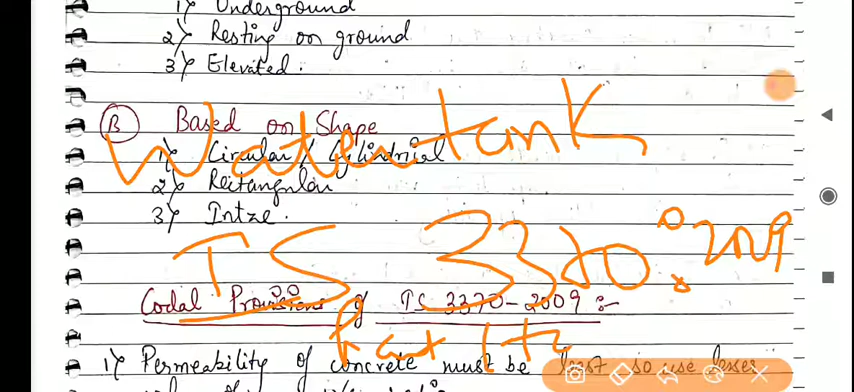 1) Underground
2) Resting on ground
3) Elevated.
B Based on Shape
Water tank
1) Circular / Cylindrical
2) Rectangular
3) Intze.
IS 3370:2009
Codal Provisions of IS 3370-2009 :-
Part 1 &
1) Permeability of concrete must be least so use lesser